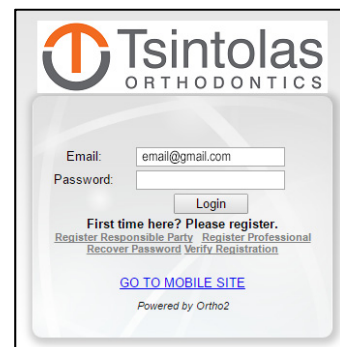 Tsintolas
ORTHODONTICS
Email: email@gmail.com
Password:
Login
First time here? Please register.
Register Responsible Party Register Professional
Recover Password Verify Registration
GO TO MOBILE SITE
Powered by Ortho2